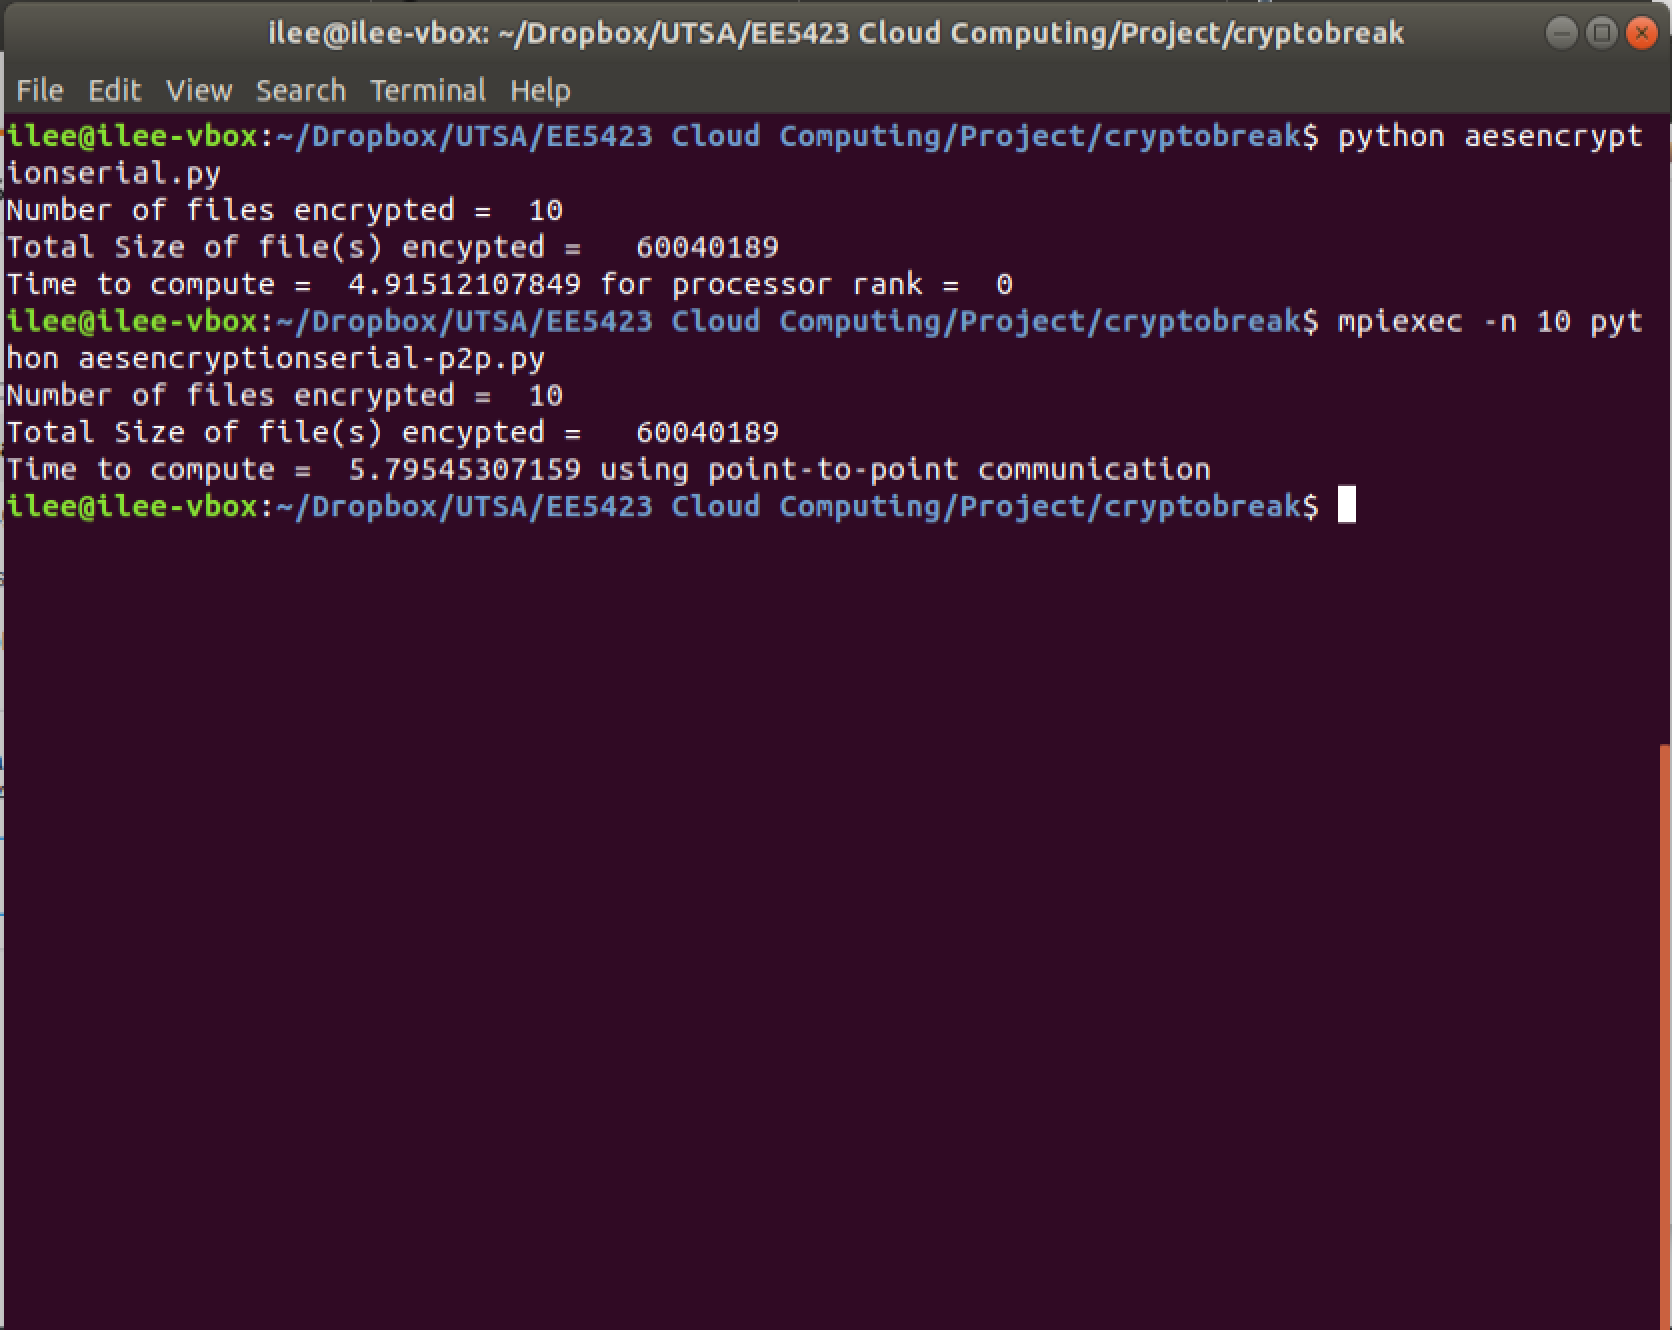 ilee@ilee-vbox: ~/Dropbox/UTSA/EE5423 Cloud Computing/Project/cryptobreak
File Edit View Search Terminal Help
ilee@ilee-vbox:~/Dropbox/UTSA/EE5423 Cloud Computing/Project/cryptobreak$ python aesencrypt
ionserial.py
Number of files encrypted =  10
Total Size of file(s) encypted =   60040189
Time to compute =  4.91512107849 for processor rank =  0
ilee@ilee-vbox:~/Dropbox/UTSA/EE5423 Cloud Computing/Project/cryptobreak$ mpiexec -n 10 pyt
hon aesencryptionserial-p2p.py
Number of files encrypted =  10
Total Size of file(s) encypted =   60040189
Time to compute =  5.79545307159 using point-to-point communication
ilee@ilee-vbox:~/Dropbox/UTSA/EE5423 Cloud Computing/Project/cryptobreak$